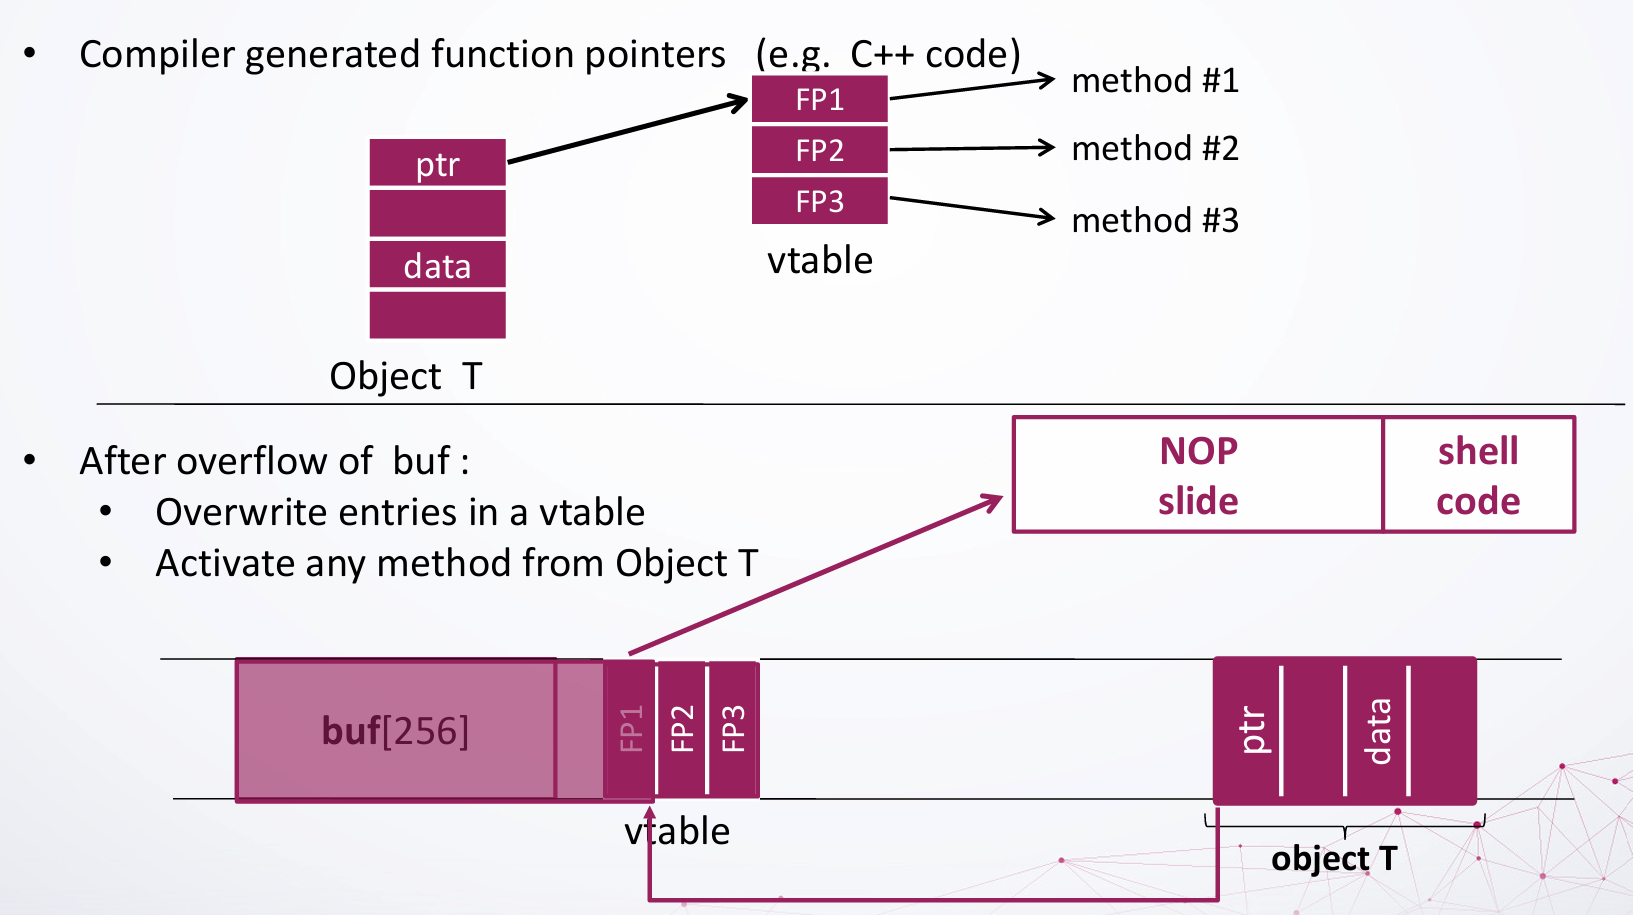 • Compiler generated function pointers (e.g. C++ code)
ptr
data
Object T
FP1
FP2
FP3
vtable
method #1
method #2
method #3
• After overflow of buf :
• Overwrite entries in a vtable
• Activate any method from Object T
NOP
slide
shell
code
buf[256]
FP1
FP2
FP3
vtable
ptr
data
object T